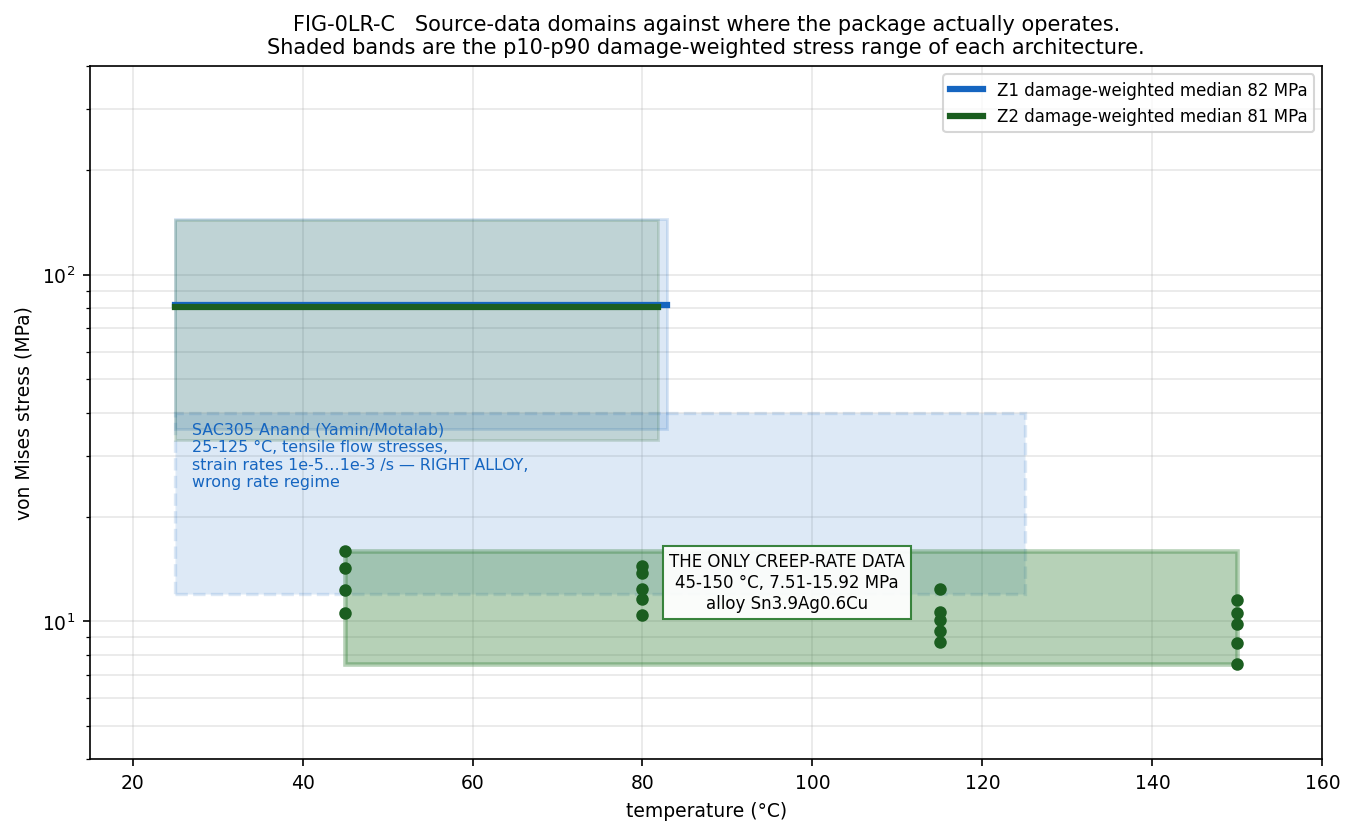 FIG-0LR-C   Source-data domains against where the package actually operates.
Shaded bands are the p10-p90 damage-weighted stress range of each architecture.
Z1 damage-weighted median 82 MPa
Z2 damage-weighted median 81 MPa
von Mises stress (MPa)
10²
10¹
SAC305 Anand (Yamin/Motalab)
25-125 °C, tensile flow stresses,
strain rates 1e-5...1e-3 /s — RIGHT ALLOY,
wrong rate regime
THE ONLY CREEP-RATE DATA
45-150 °C, 7.51-15.92 MPa
alloy Sn3.9Ag0.6Cu
20 40 60 80 100 120 140 160
temperature (°C)